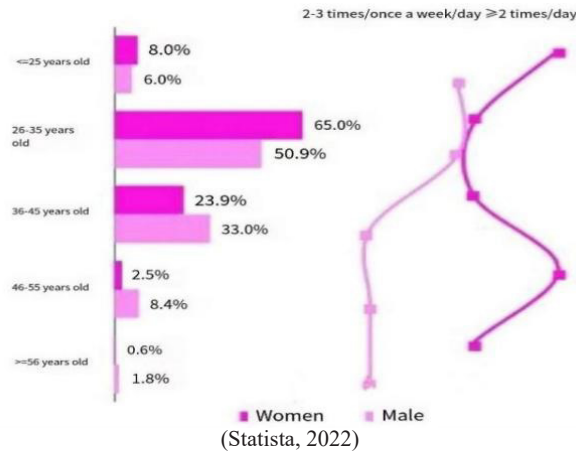 2-3 times/once a week/day ≥2 times/day
<=25 years old
8.0%
6.0%
26-35 years
old
65.0%
50.9%
36-45 years old
23.9%
33.0%
46-55 years old
2.5%
8.4%
>=56 years old
0.6%
1.8%
Women Male
(Statista, 2022)